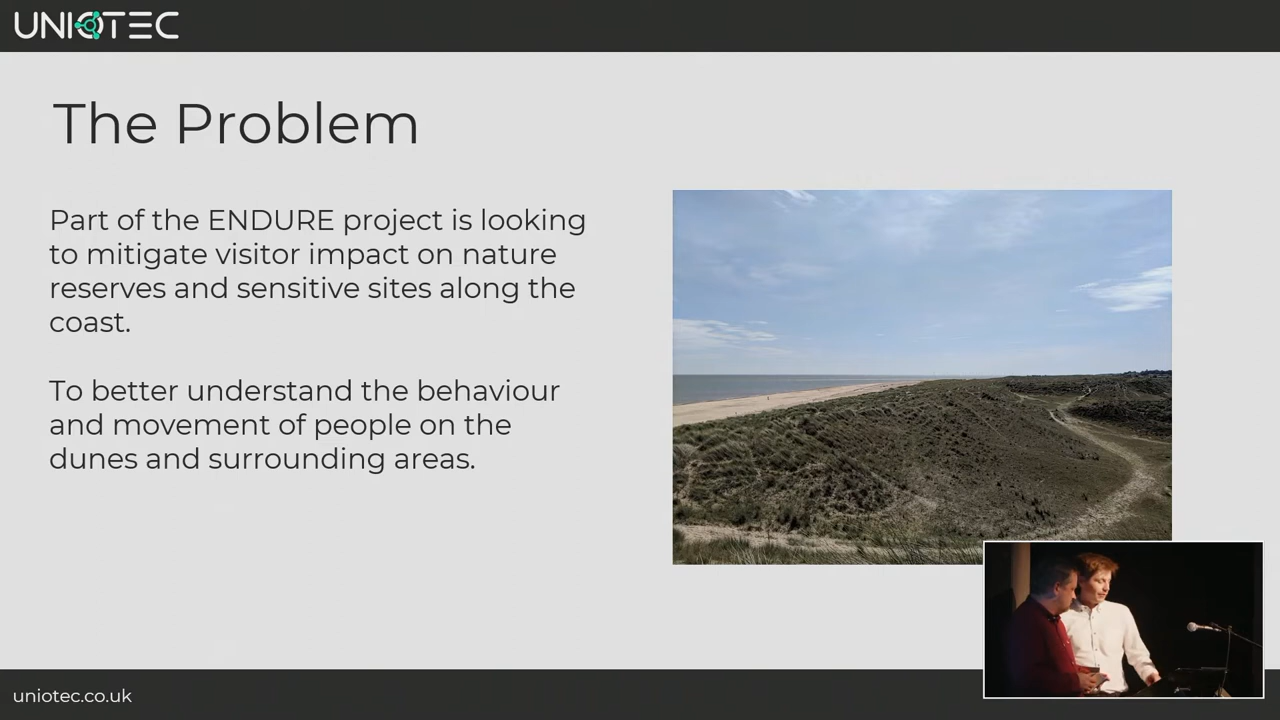 UNIOTEC
The Problem
Part of the ENDURE project is looking
to mitigate visitor impact on nature
reserves and sensitive sites along the
coast.
To better understand the behaviour
and movement of people on the
dunes and surrounding areas.
uniotec.co.uk